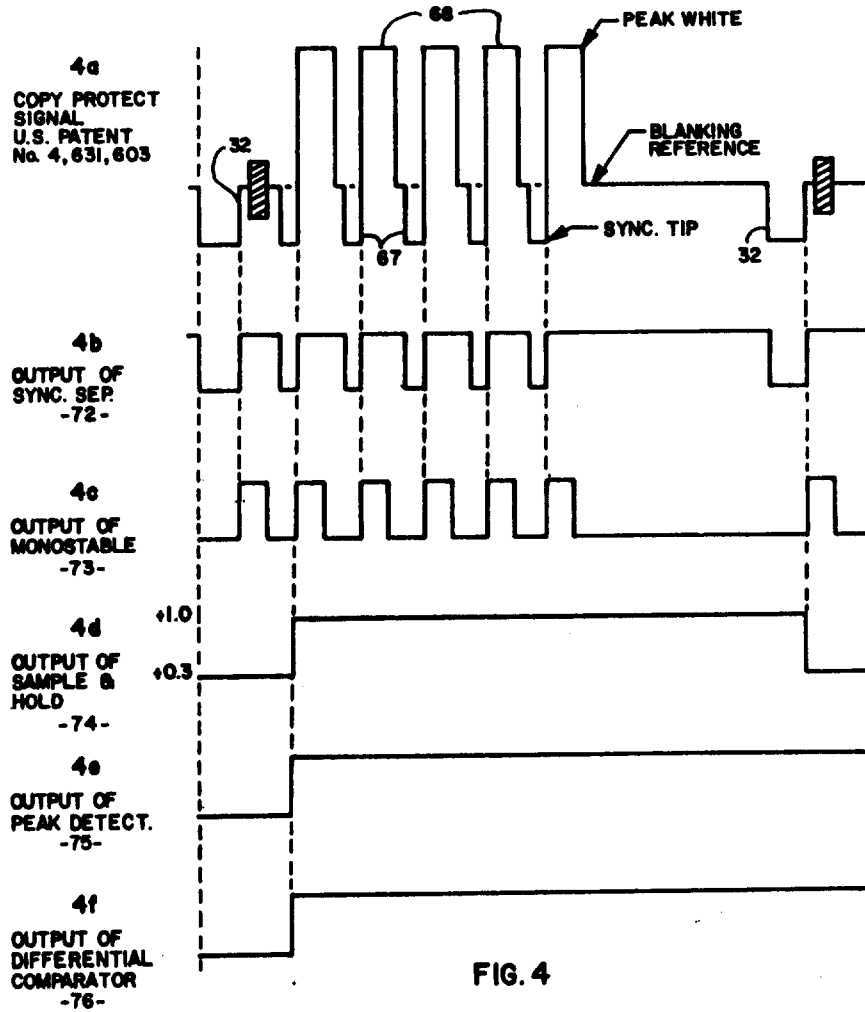 68
PEAK WHITE
4a
COPY PROTECT
SIGNAL
U.S. PATENT
No. 4,631,603
32
BLANKING
REFERENCE
SYNC. TIP
67
32
4b
OUTPUT OF
SYNC. SEP.
-72-
4c
OUTPUT OF
MONOSTABLE
-73-
+1.0
4d
+0.3
OUTPUT OF
SAMPLE &
HOLD
-74-
4e
OUTPUT OF
PEAK DETECT.
-75-
4f
OUTPUT OF
DIFFERENTIAL
COMPARATOR
-76-
FIG. 4